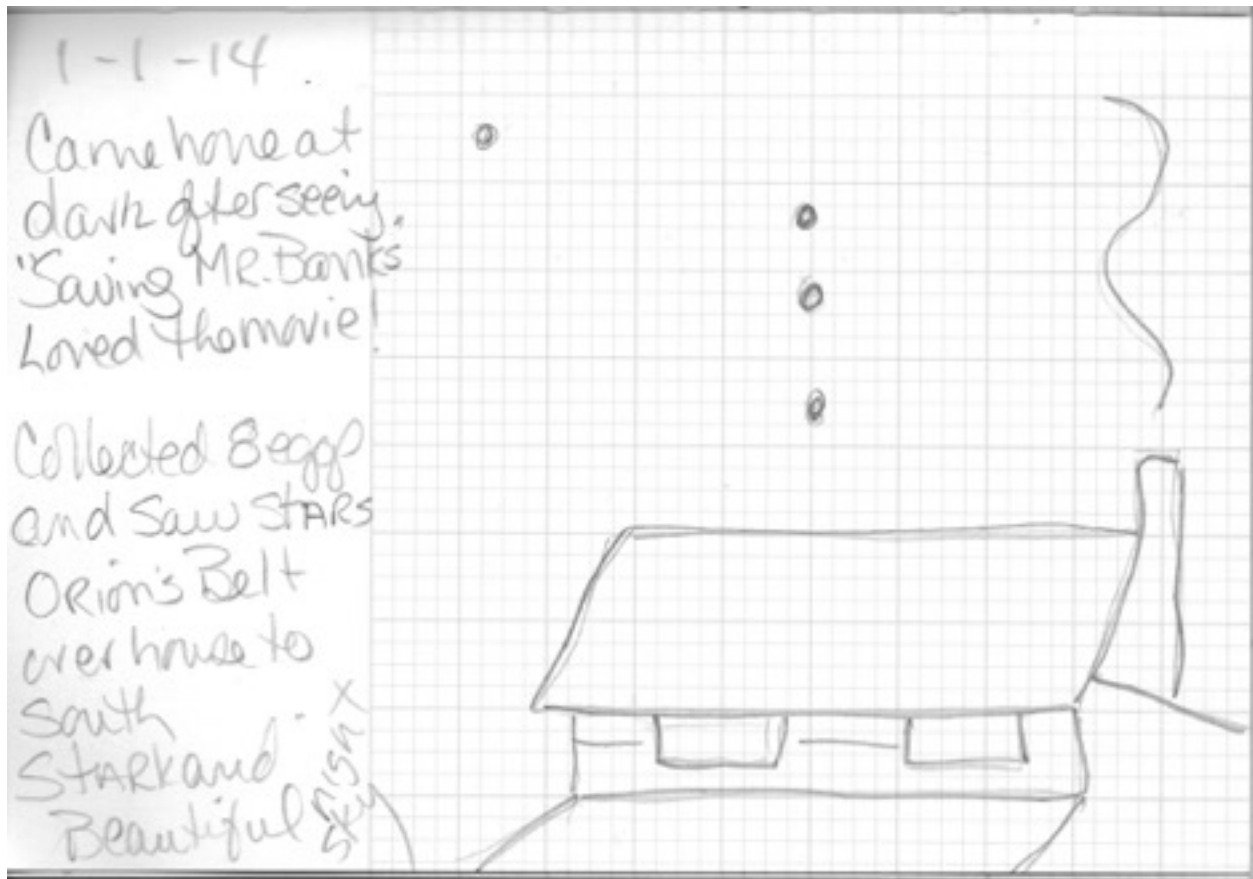 1-1-14.
Came home at
dark after seeing
"Saving MR. Banks"
Loved the movie!
Collected 8 eggs
and Saw STARS
ORion's Belt
over house to
South
STARK and
Beautiful night
sky